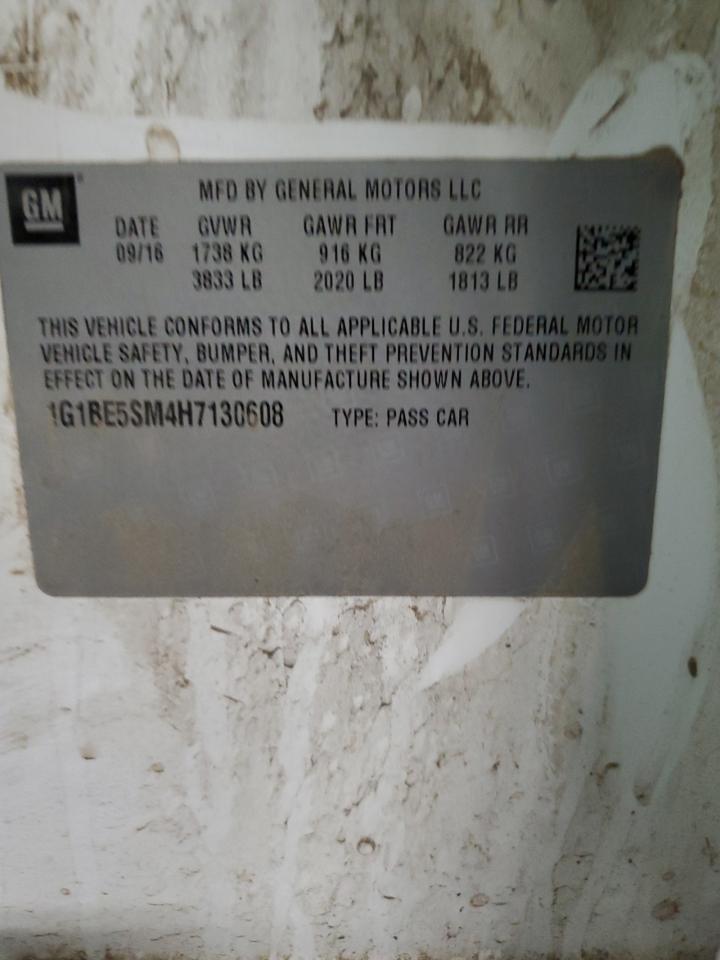 GM
MFD BY GENERAL MOTORS LLC
DATE GVWR GAWR FRT GAWR RR
09/16 1738 KG 916 KG 822 KG
3833 LB 2020 LB 1813 LB
THIS VEHICLE CONFORMS TO ALL APPLICABLE U.S. FEDERAL MOTOR
VEHICLE SAFETY, BUMPER, AND THEFT PREVENTION STANDARDS IN
EFFECT ON THE DATE OF MANUFACTURE SHOWN ABOVE.
1G1BE5SM4H7130608 TYPE: PASS CAR